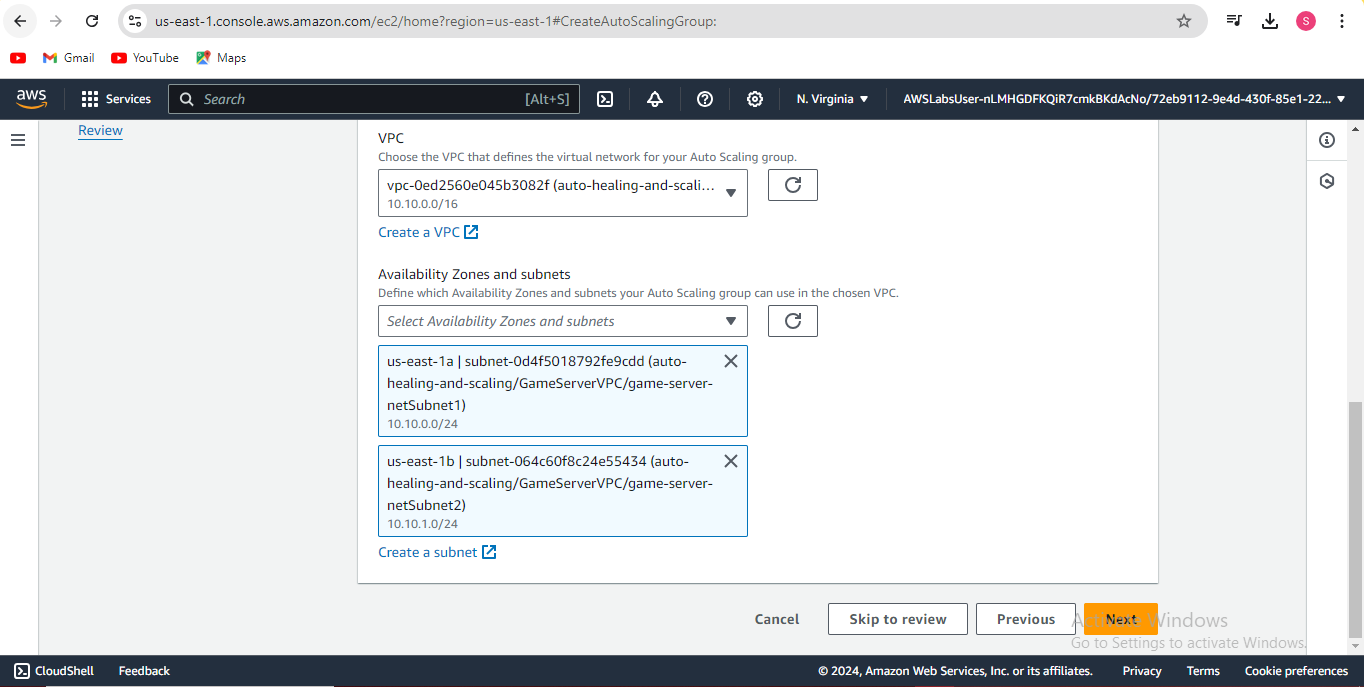 us-east-1.console.aws.amazon.com/ec2/home?region=us-east-1#CreateAutoScalingGroup:
S
Gmail
YouTube
Maps
aws
Services
Search
[Alt+S]
N. Virginia
AWSLabsUser-nLMHGDFKQiR7cmkBKdAcNo/72eb9112-9e4d-430f-85e1-22...
Review
VPC
Choose the VPC that defines the virtual network for your Auto Scaling group.
vpc-0ed2560e045b3082f (auto-healing-and-scali...
10.10.0.0/16
Create a VPC
Availability Zones and subnets
Define which Availability Zones and subnets your Auto Scaling group can use in the chosen VPC.
Select Availability Zones and subnets
us-east-1a | subnet-0d4f5018792fe9cdd (auto-
healing-and-scaling/GameServerVPC/game-server-
netSubnet1)
10.10.0.0/24
us-east-1b | subnet-064c60f8c24e55434 (auto-
healing-and-scaling/GameServerVPC/game-server-
netSubnet2)
10.10.1.0/24
Create a subnet
Cancel
Skip to review
Previous
Next
Activate Windows
Go to Settings to activate Windows.
CloudShell
Feedback
© 2024, Amazon Web Services, Inc. or its affiliates.
Privacy
Terms
Cookie preferences